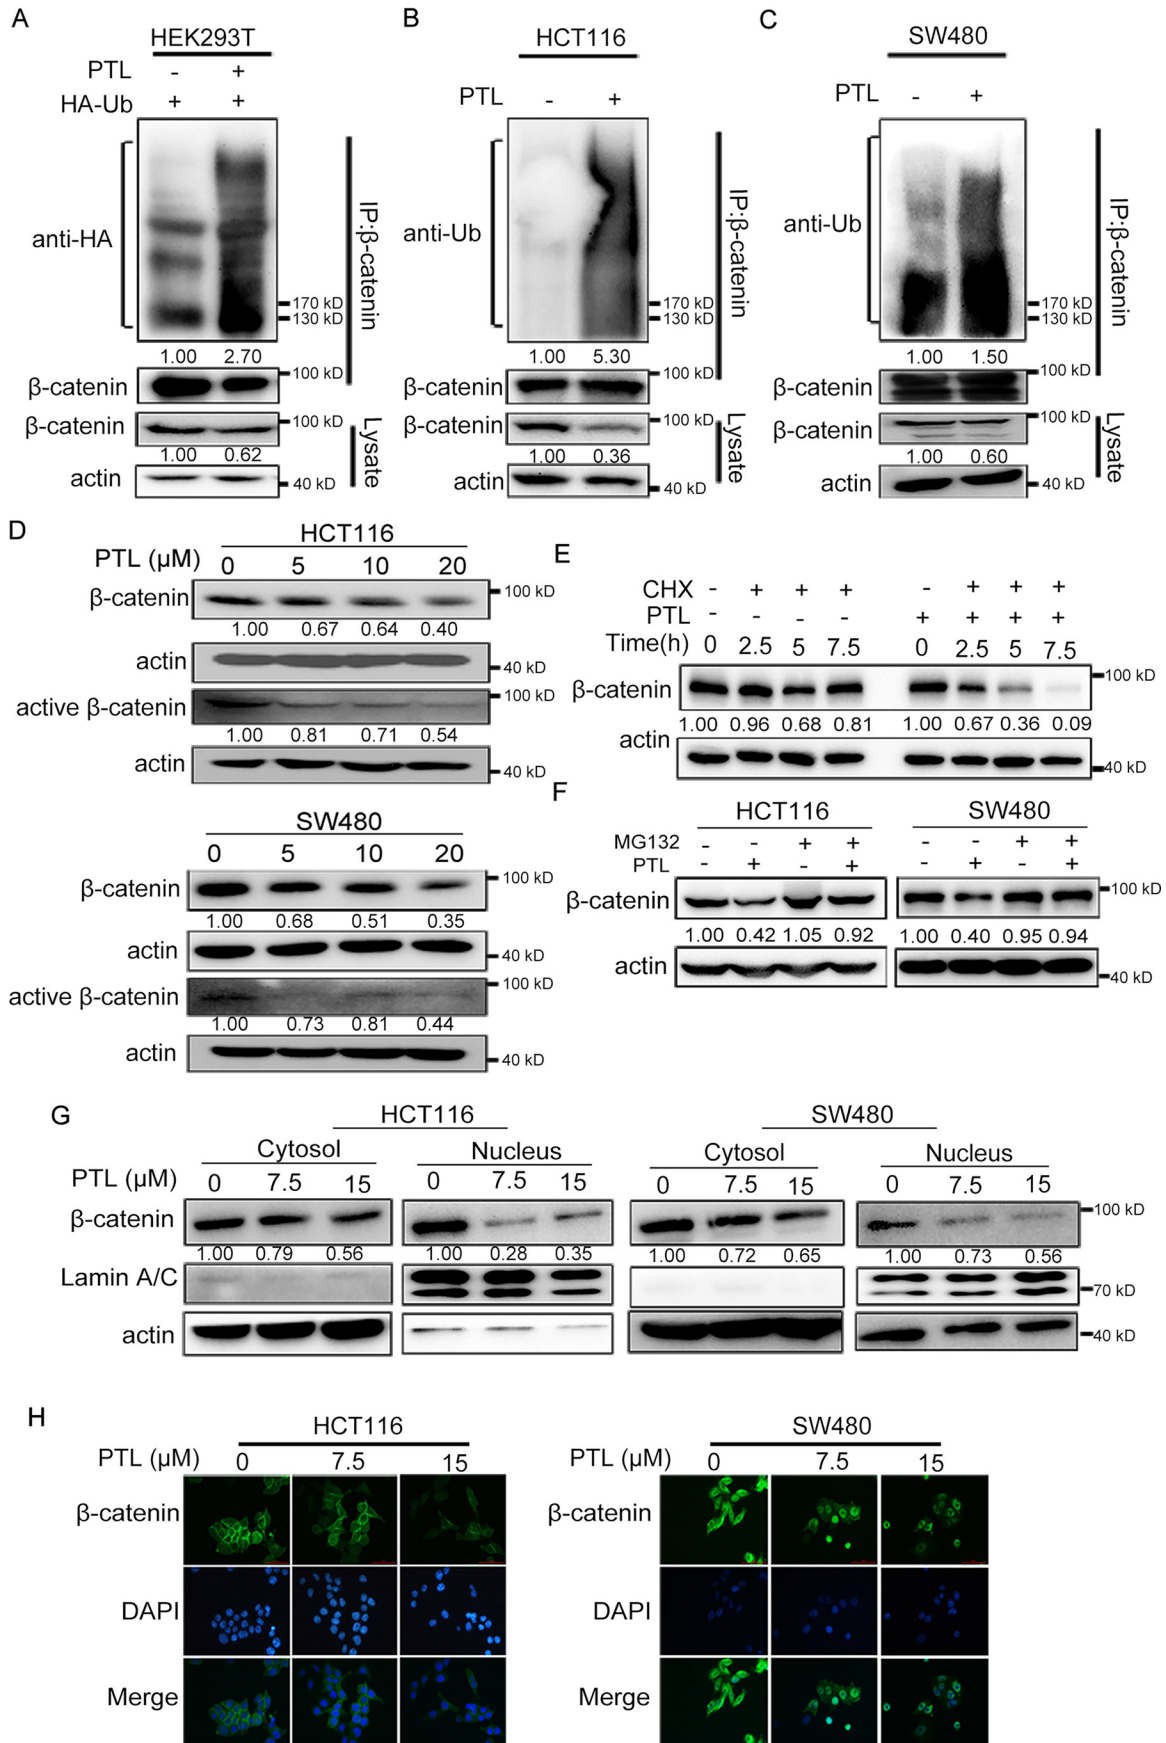 A
HEK293T
PTL - +
HA-Ub + +
anti-HA
170 kD
130 kD
1.00 2.70
β-catenin 100 kD
IP:β-catenin
β-catenin 100 kD
1.00 0.62
actin 40 kD
Lysate
B
HCT116
PTL - +
anti-Ub
170 kD
130 kD
1.00 5.30
β-catenin 100 kD
IP:β-catenin
β-catenin 100 kD
1.00 0.36
actin 40 kD
Lysate
C
SW480
PTL - +
anti-Ub
170 kD
130 kD
1.00 1.50
β-catenin 100 kD
IP:β-catenin
β-catenin 100 kD
1.00 0.60
actin 40 kD
Lysate
D
HCT116
PTL (μM) 0 5 10 20
β-catenin 100 kD
1.00 0.67 0.64 0.40
actin 40 kD
active β-catenin 100 kD
1.00 0.81 0.71 0.54
actin 40 kD
SW480
0 5 10 20
β-catenin 100 kD
1.00 0.68 0.51 0.35
actin 40 kD
active β-catenin 100 kD
1.00 0.73 0.81 0.44
actin 40 kD
E
CHX - + + + - + + +
PTL - - - - + + + +
Time(h) 0 2.5 5 7.5 0 2.5 5 7.5
β-catenin 100 kD
1.00 0.96 0.68 0.81 1.00 0.67 0.36 0.09
actin 40 kD
F
HCT116 SW480
MG132 - - + + - - + +
PTL - + - + - + - +
β-catenin 100 kD
1.00 0.42 1.05 0.92 1.00 0.40 0.95 0.94
actin 40 kD
G
HCT116 SW480
Cytosol Nucleus Cytosol Nucleus
PTL (μM) 0 7.5 15 0 7.5 15 0 7.5 15 0 7.5 15
β-catenin 100 kD
1.00 0.79 0.56 1.00 0.28 0.35 1.00 0.72 0.65 1.00 0.73 0.56
Lamin A/C 70 kD
actin 40 kD
H
HCT116
PTL (μM) 0 7.5 15
β-catenin
DAPI
Merge
SW480
PTL (μM) 0 7.5 15
β-catenin
DAPI
Merge